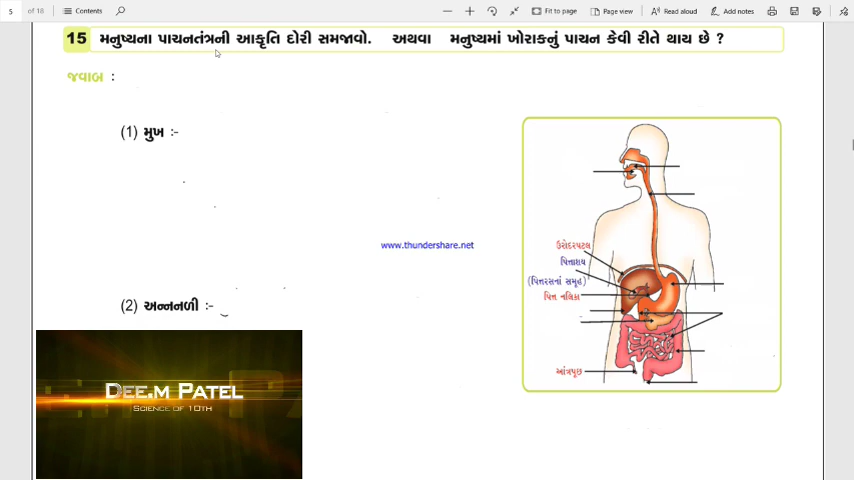 5 of 18 Contents Fit to page Page view Read aloud Add notes
15 મનુષ્યના પાચનતંત્રની આકૃતિ દોરી સમજાવો. અથવા મનુષ્યમાં ખોરાકનું પાચન કેવી રીતે થાય છે ?
જવાબ :
(1) મુખ :-
www.thundershare.net
ઉરોદરપટલ
પિત્તાશય
(પિત્તરસનાં સમૂહ)
પિત્ત નલિકા
(2) અન્નનળી :-
આંત્રપૂછ
DEE.M PATEL
SCIENCE OF 10TH